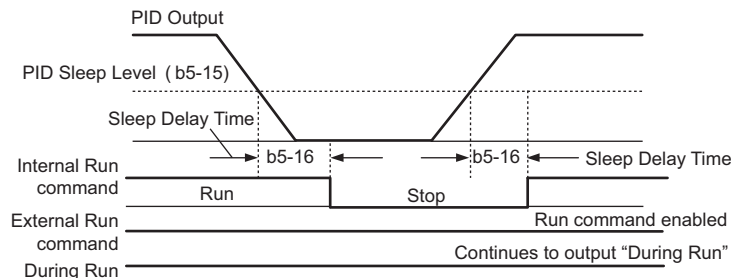 PID Output
PID Sleep Level ( b5-15)
Sleep Delay Time
b5-16
b5-16
Sleep Delay Time
Internal Run
command
Run
Stop
External Run
command
Run command enabled
Continues to output “During Run”
During Run